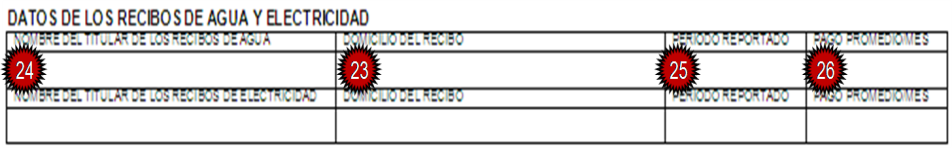 DATOS DE LOS RECIBOS DE AGUA Y ELECTRICIDAD
NOMBRE DEL TITULAR DE LOS RECIBOS DE AGUA DOMICILIO DEL RECIBO PERIODO REPORTADO PAGO PROMEDIO/MES
24 23 25 26
NOMBRE DEL TITULAR DE LOS RECIBOS DE ELECTRICIDAD DOMICILIO DEL RECIBO PERIODO REPORTADO PAGO PROMEDIO/MES